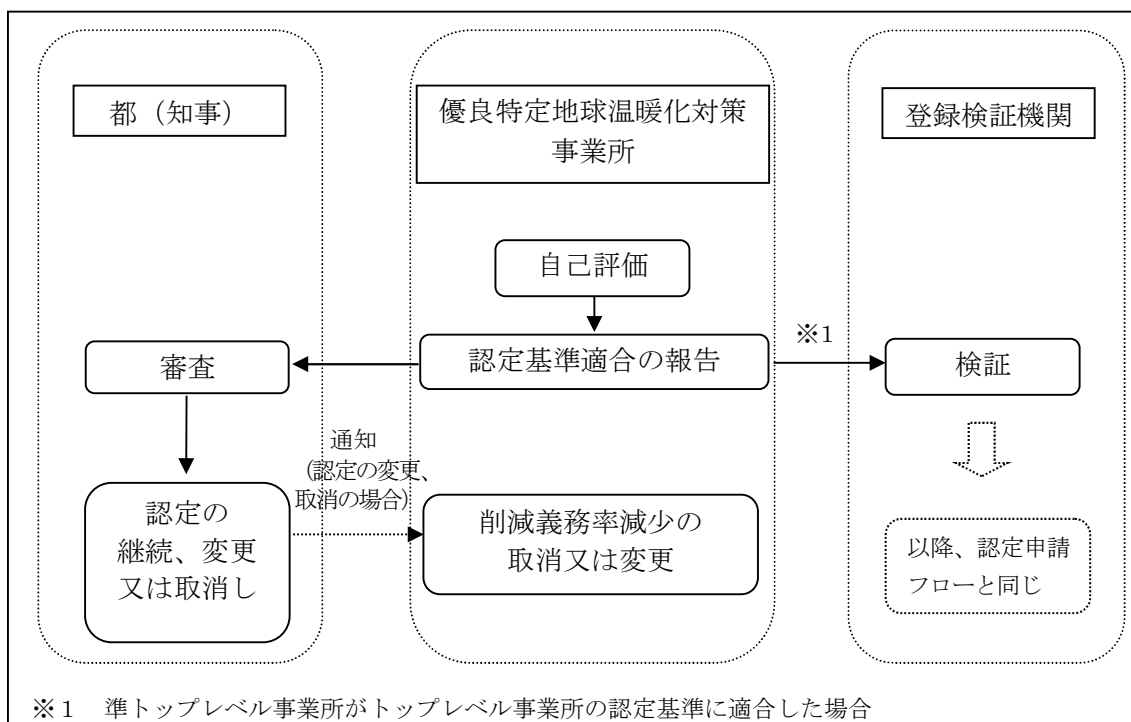 都（知事）
優良特定地球温暖化対策
事業所
登録検証機関
自己評価
※1
審査
認定基準適合の報告
検証
通知
(認定の変更、
取消の場合)
認定の
継続、変更
又は取消し
削減義務率減少の
取消又は変更
以降、認定申請
フローと同じ
※１　準トップレベル事業所がトップレベル事業所の認定基準に適合した場合